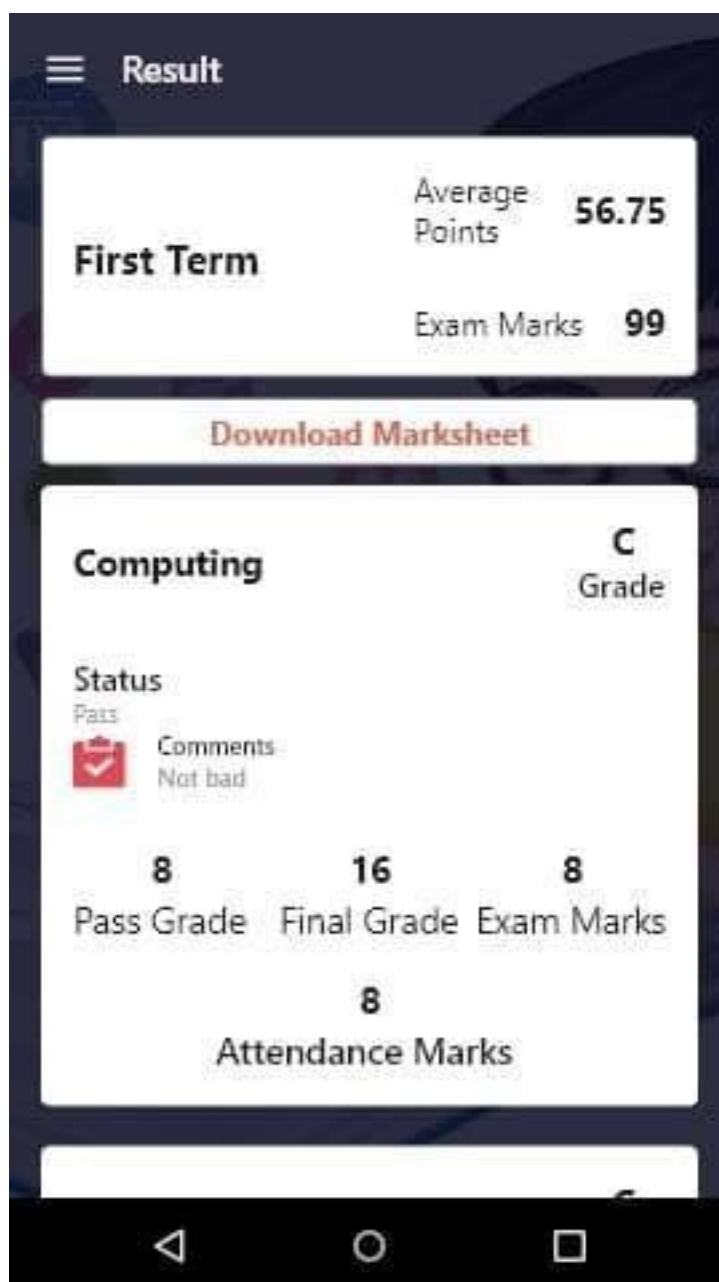 Result
First Term
Average
Points
56.75
Exam Marks 99
Download Marksheet
Computing
C
Grade
Status
Pass
Comments
Not bad
8 16 8
Pass Grade Final Grade Exam Marks
8
Attendance Marks